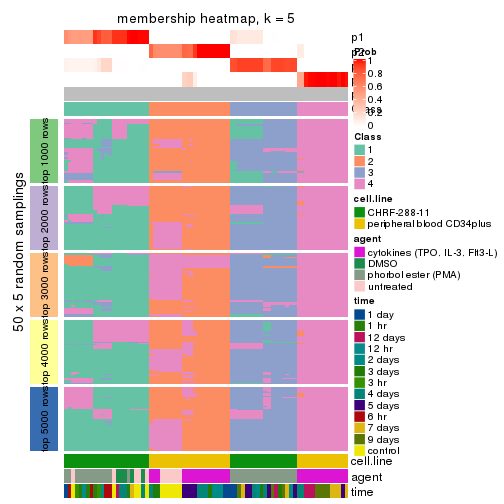 membership heatmap, k = 5
p1
p2
Prob
1
0.8
0.6
0.4
0.2
0
Class
1
2
3
4
cell.line
CHRF-288-11
peripheral blood CD34plus
agent
cytokines (TPO, IL-3, Flt3-L)
DMSO
phorbol ester (PMA)
untreated
time
1 day
1 hr
12 days
12 hr
2 days
3 days
3 hr
4 days
5 days
6 hr
7 days
9 days
control
50 x 5 random samplings
top 1000 rows
top 2000 rows
top 3000 rows
top 4000 rows
top 5000 rows
cell.line
agent
time